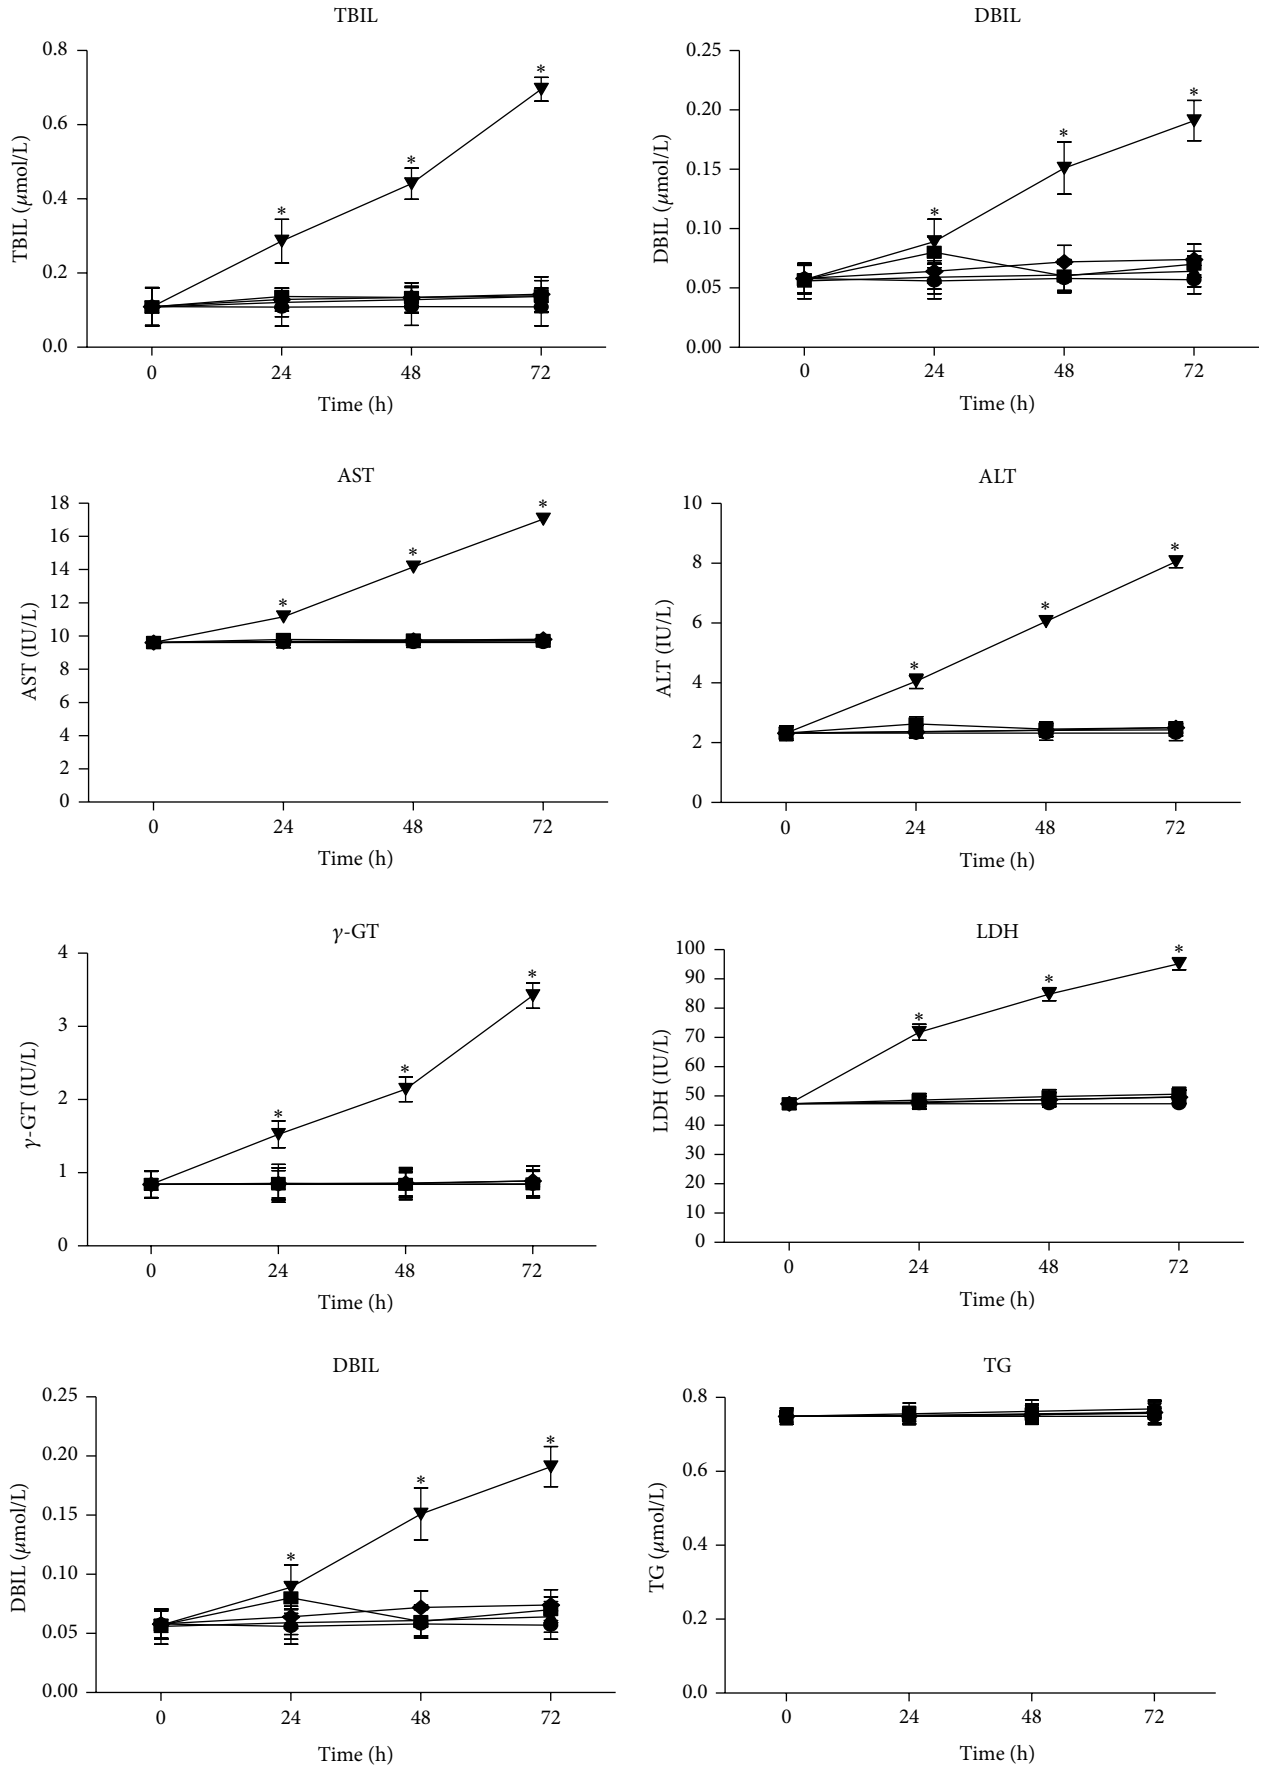 TBIL
TBIL (μmol/L)
0.8
0.6
0.4
0.2
0.0
*
*
*
0 24 48 72
Time (h)
DBIL
DBIL (μmol/L)
0.25
0.20
0.15
0.10
0.05
0.00
*
*
*
0 24 48 72
Time (h)
AST
AST (IU/L)
18
16
14
12
10
8
6
4
2
0
*
*
*
0 24 48 72
Time (h)
ALT
ALT (IU/L)
10
8
6
4
2
0
*
*
*
0 24 48 72
Time (h)
γ-GT
γ-GT (IU/L)
4
3
2
1
0
*
*
*
0 24 48 72
Time (h)
LDH
LDH (IU/L)
100
90
80
70
60
50
40
30
20
10
0
*
*
*
0 24 48 72
Time (h)
DBIL
DBIL (μmol/L)
0.25
0.20
0.15
0.10
0.05
0.00
*
*
*
0 24 48 72
Time (h)
TG
TG (μmol/L)
0.8
0.6
0.4
0.2
0.0
0 24 48 72
Time (h)